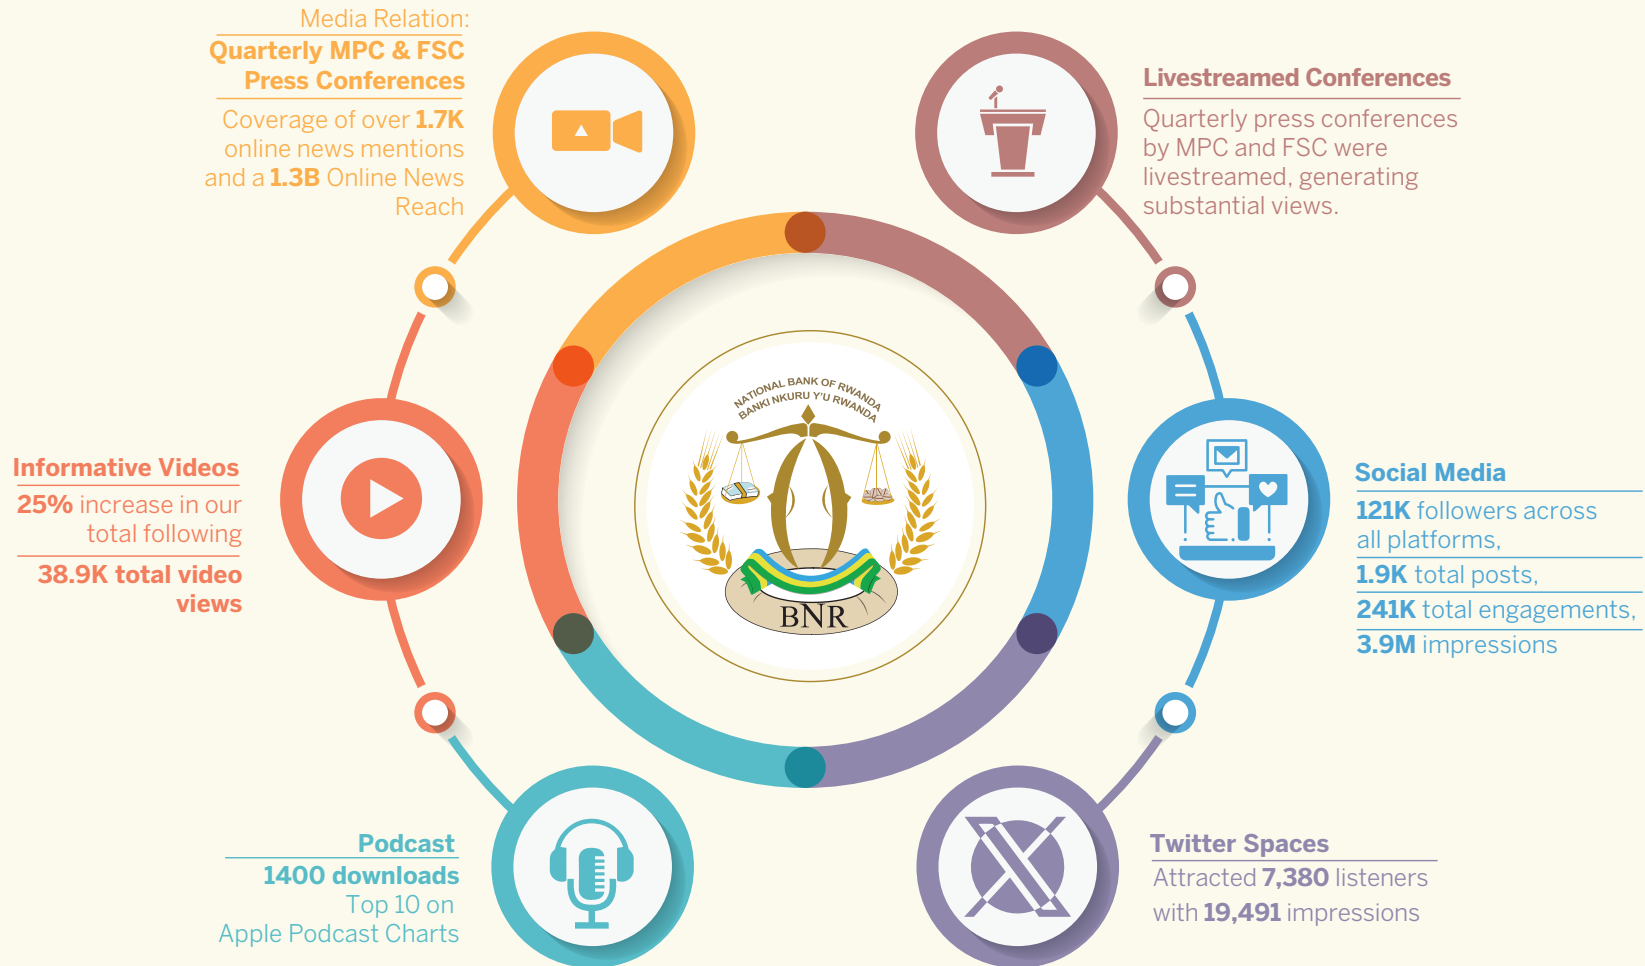 Media Relation:
Quarterly MPC & FSC
Press Conferences
Coverage of over 1.7K
online news mentions
and a 1.3B Online News
Reach
Livestreamed Conferences
Quarterly press conferences
by MPC and FSC were
livestreamed, generating
substantial views.
NATIONAL BANK OF RWANDA
BANKI NKURU Y'U RWANDA
BNR
Informative Videos
25% increase in our
total following
38.9K total video
views
Social Media
121K followers across
all platforms,
1.9K total posts,
241K total engagements,
3.9M impressions
Podcast
1400 downloads
Top 10 on
Apple Podcast Charts
Twitter Spaces
Attracted 7,380 listeners
with 19,491 impressions